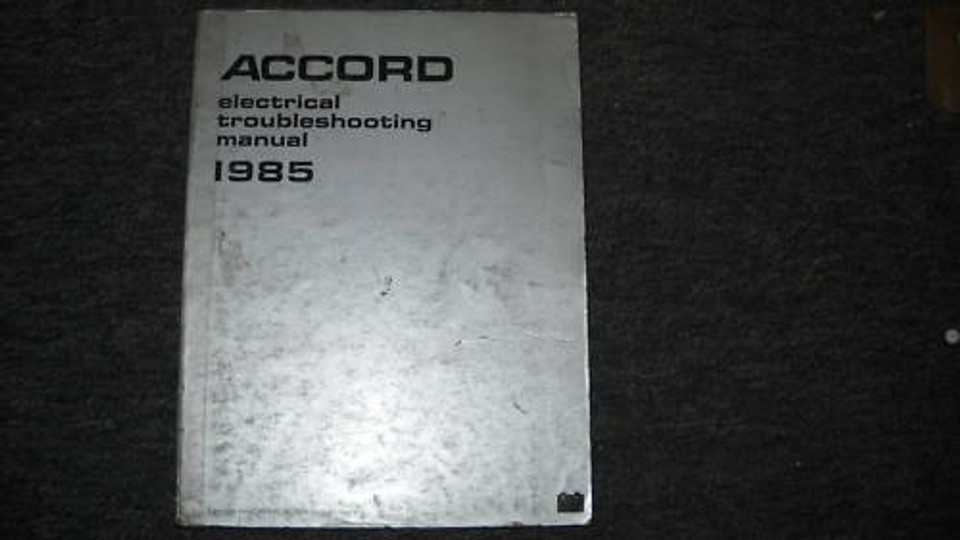 ACCORD
electrical
troubleshooting
manual
1985